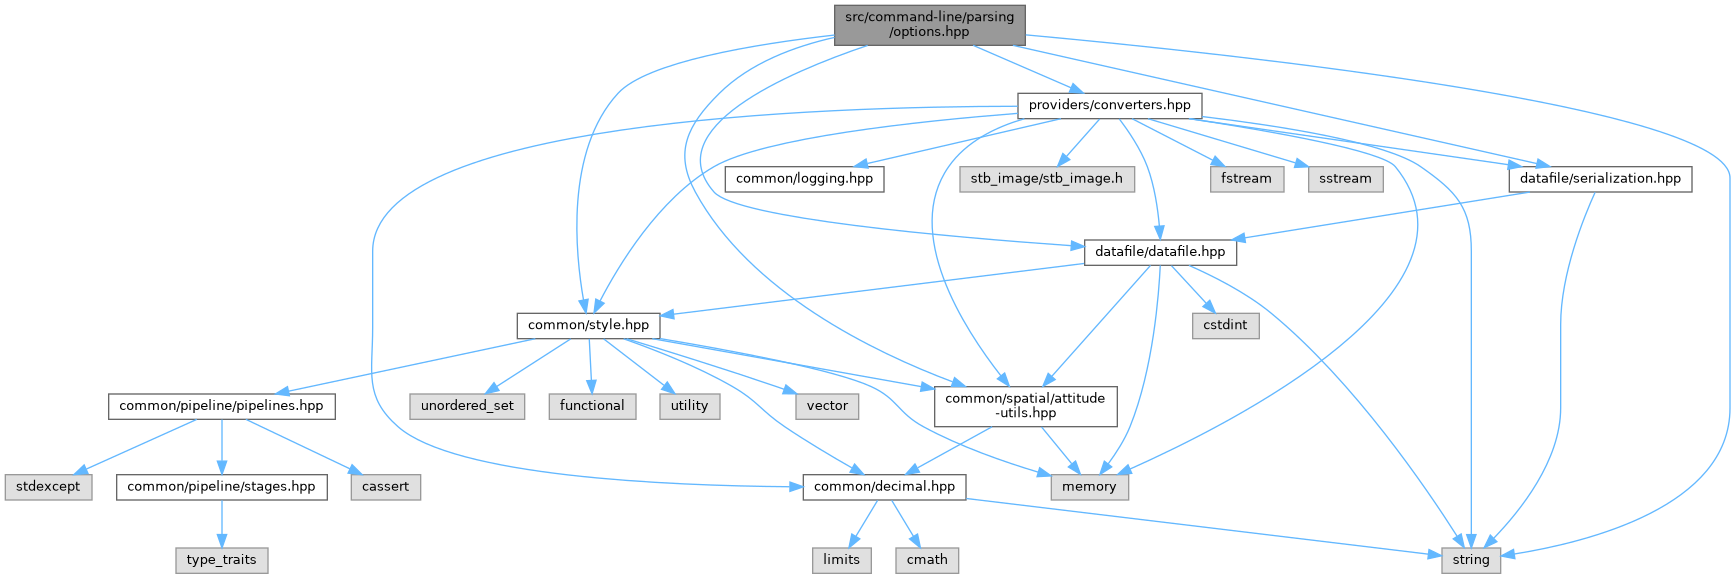 src/command-line/parsing
/options.hpp
providers/converters.hpp
common/logging.hpp
stb_image/stb_image.h
fstream
sstream
datafile/serialization.hpp
datafile/datafile.hpp
common/style.hpp
cstdint
common/pipeline/pipelines.hpp
unordered_set
functional
utility
vector
common/spatial/attitude
-utils.hpp
stdexcept
common/pipeline/stages.hpp
cassert
common/decimal.hpp
memory
type_traits
limits
cmath
string